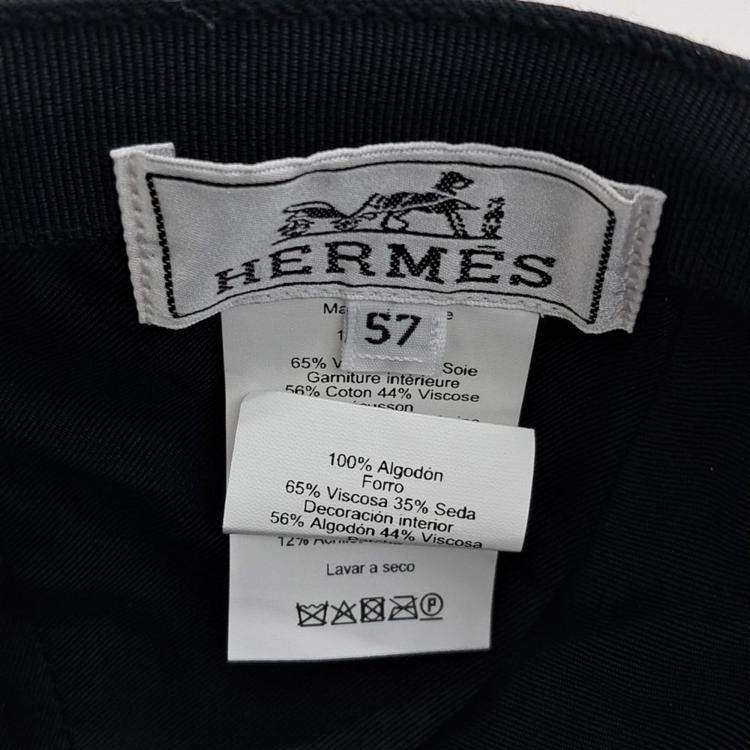 HERMÈS
57
65% Soie
Garniture intérieure
56% Coton 44% Viscose
100% Algodón
Forro
65% Viscosa 35% Seda
Decoración interior
56% Algodón 44% Viscosa
12%
Lavar a seco
P